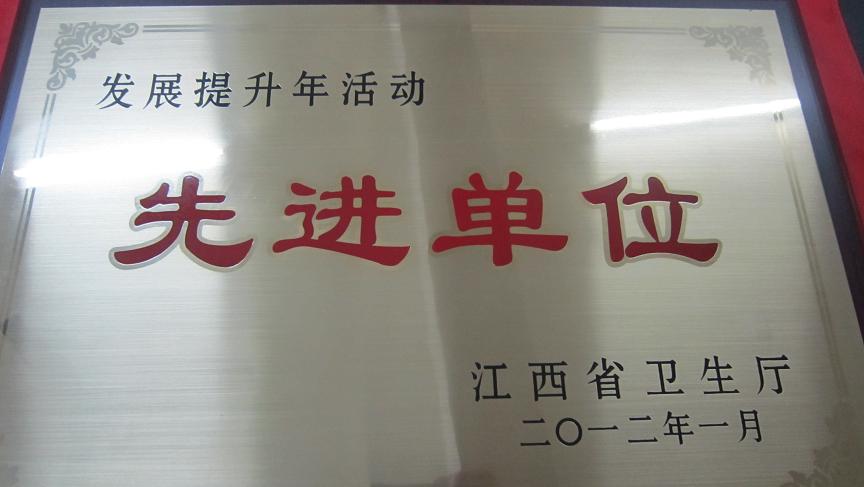 发展提升年活动
先进单位
江西省卫生厅
二〇一二年一月